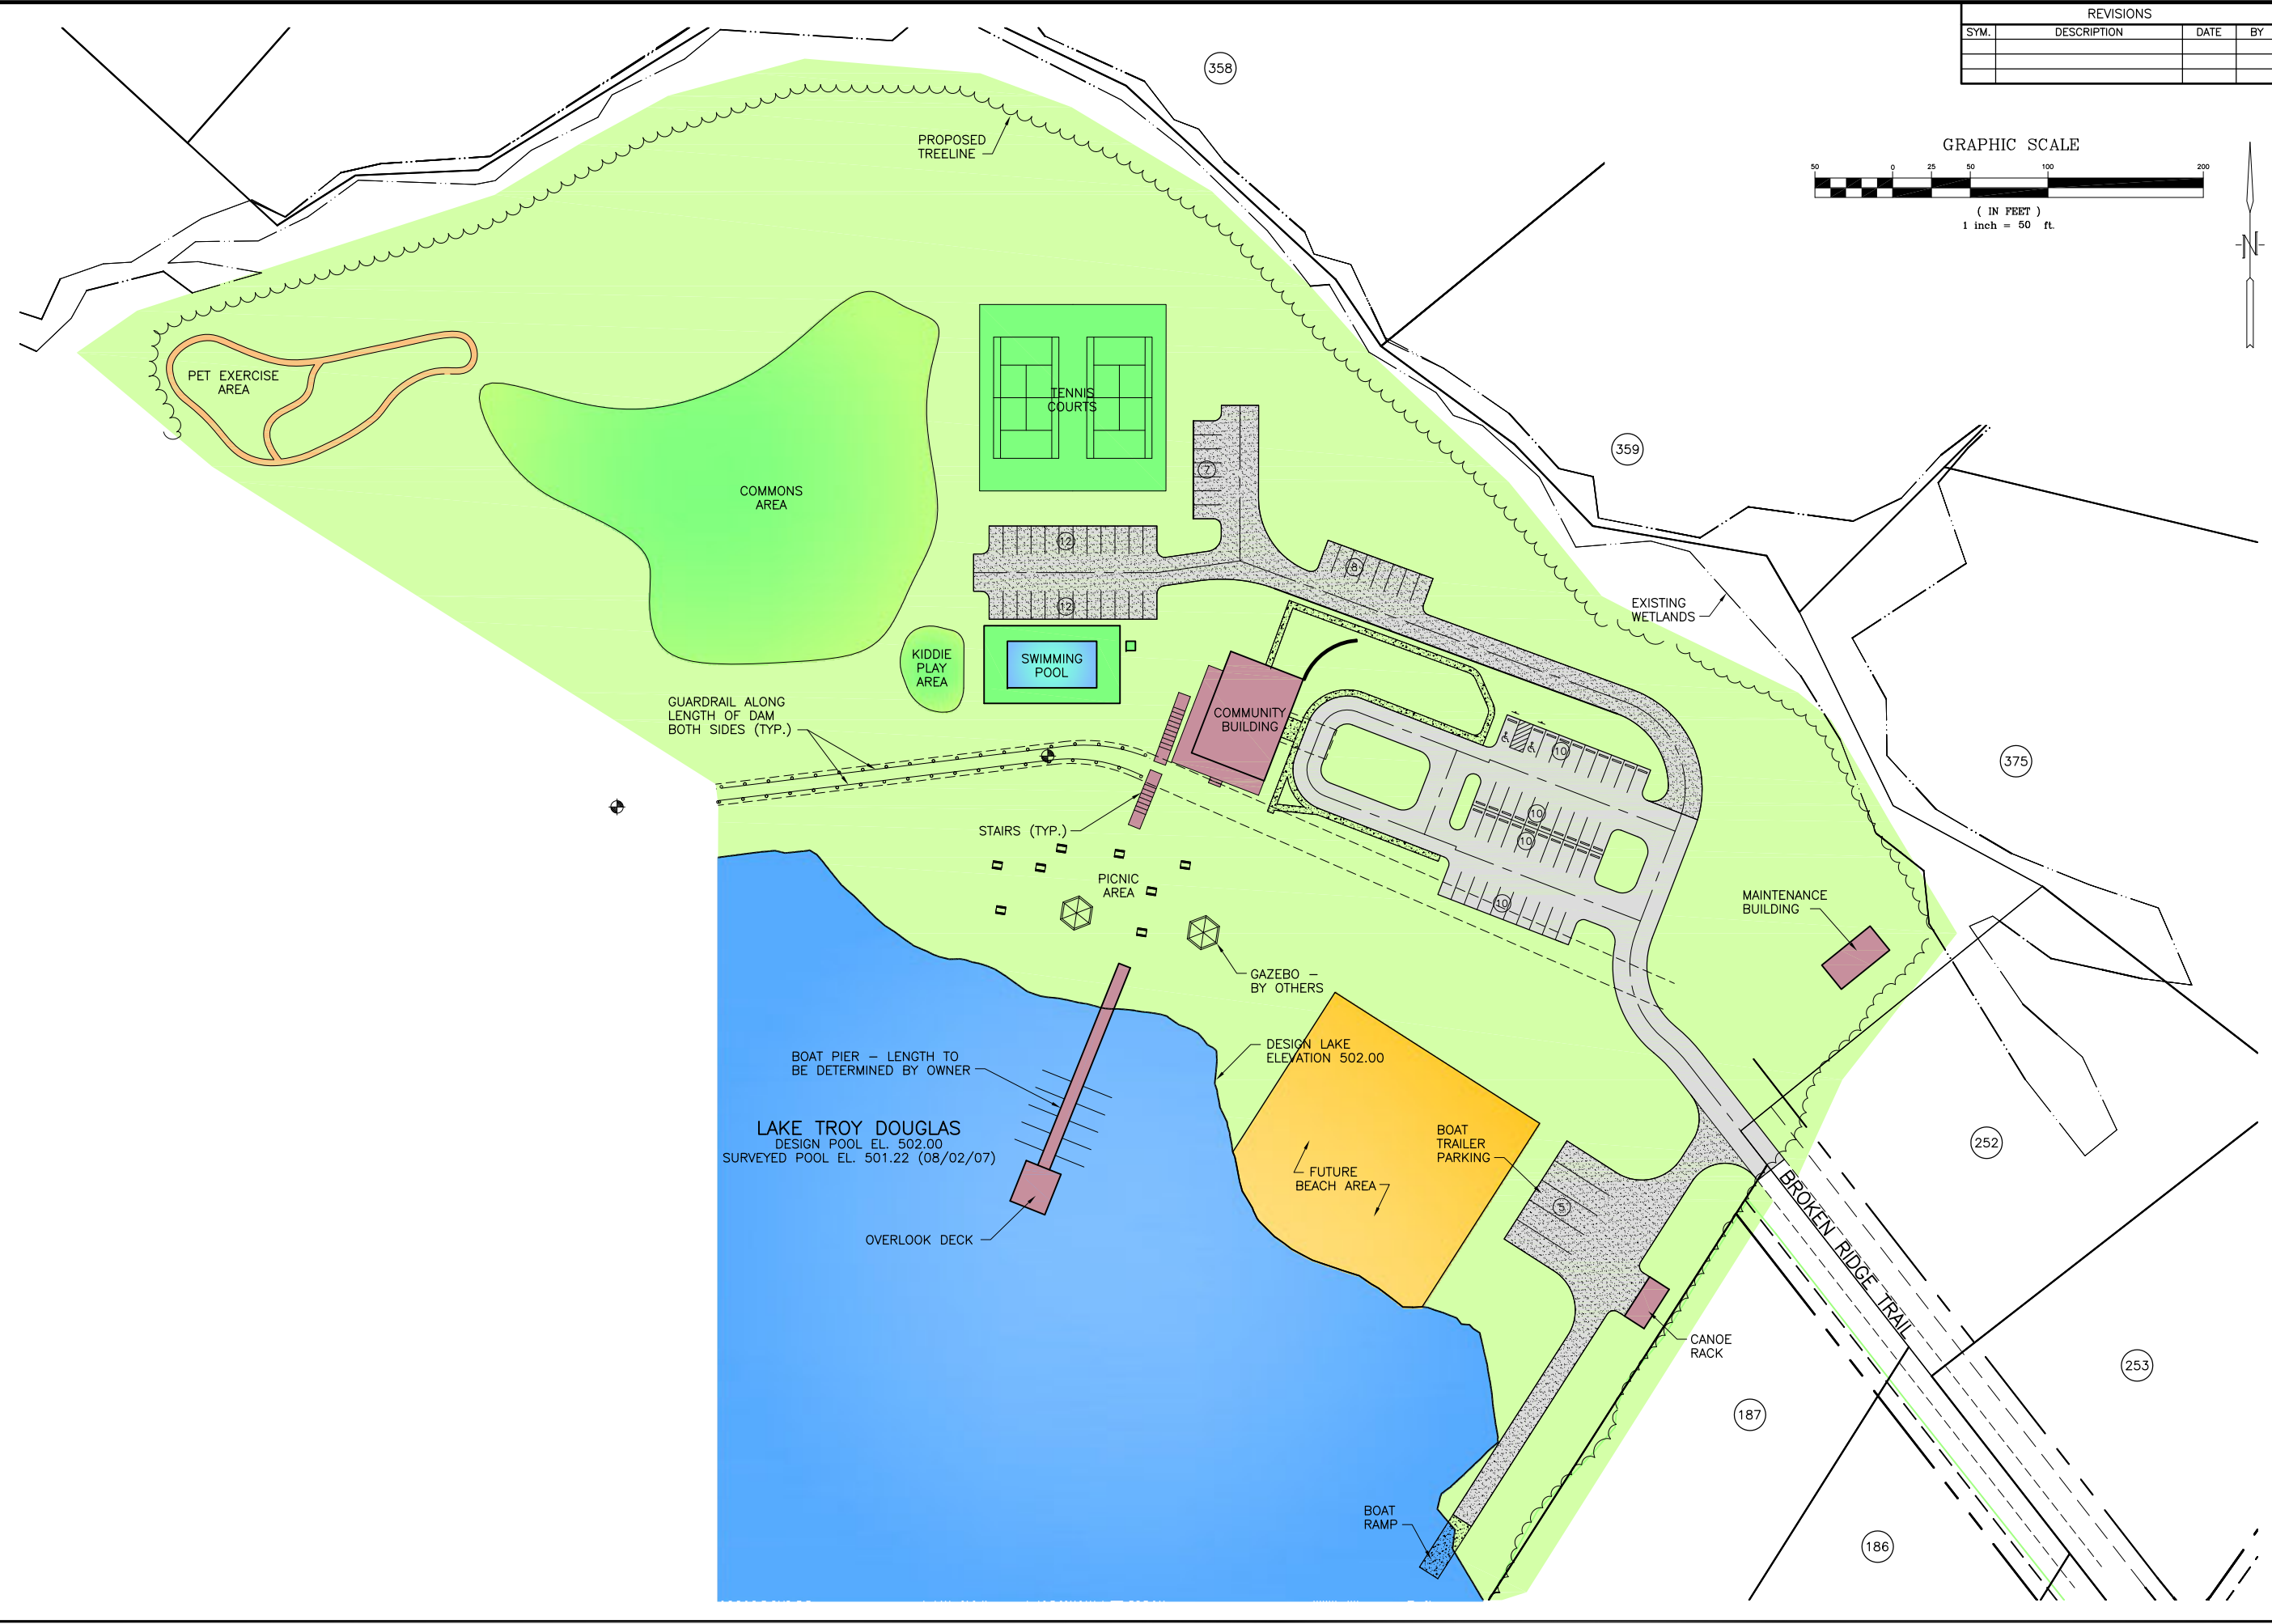 REVISIONS
SYM. DESCRIPTION DATE BY
358
PROPOSED
TREELINE
GRAPHIC SCALE
50 0 25 50 100 200
( IN FEET )
1 inch = 50 ft.
N
PET EXERCISE
AREA
TENNIS
COURTS
359
7
COMMONS
AREA
12
8
12
EXISTING
WETLANDS
KIDDIE
PLAY
AREA
SWIMMING
POOL
GUARDRAIL ALONG
LENGTH OF DAM
BOTH SIDES (TYP.)
COMMUNITY
BUILDING
10
375
10
10
STAIRS (TYP.)
PICNIC
AREA
10
MAINTENANCE
BUILDING
GAZEBO –
BY OTHERS
DESIGN LAKE
ELEVATION 502.00
BOAT PIER – LENGTH TO
BE DETERMINED BY OWNER
LAKE TROY DOUGLAS
DESIGN POOL EL. 502.00
SURVEYED POOL EL. 501.22 (08/02/07)
BOAT
TRAILER
PARKING
252
FUTURE
BEACH AREA
5
OVERLOOK DECK
BROKEN RIDGE TRAIL
CANOE
RACK
253
187
BOAT
RAMP
186